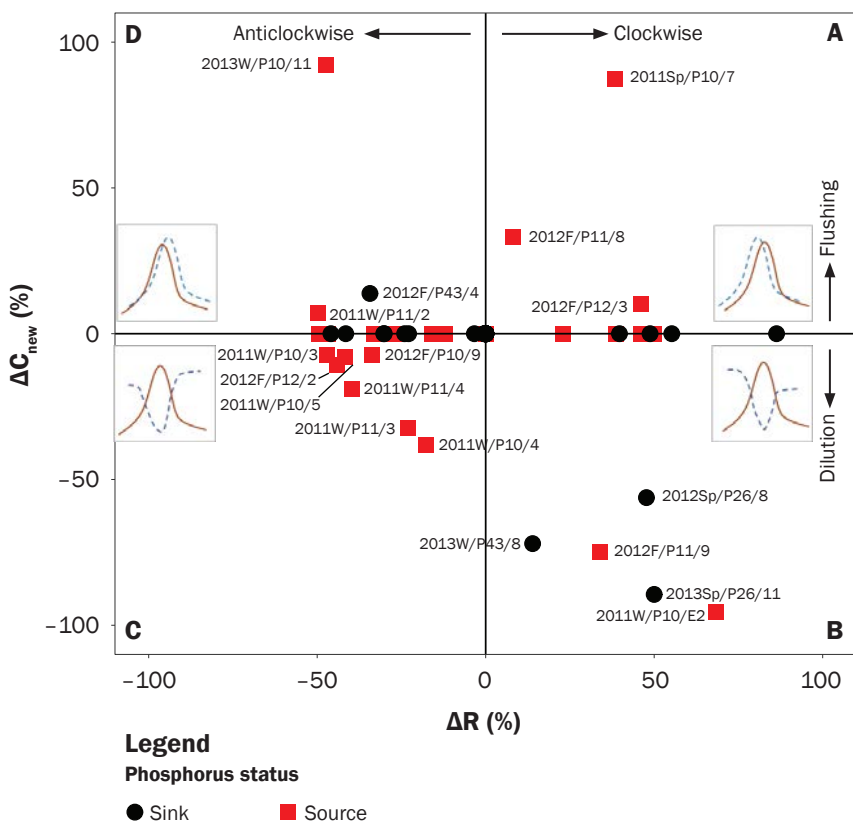 D
Anticlockwise
Clockwise
A
100
2013W/P10/11
2011Sp/P10/7
50
2012F/P11/8
Flushing
2012F/P43/4
2012F/P12/3
2011W/P11/2
0
ΔCnew (%)
2011W/P10/3
2012F/P10/9
2012F/P12/2
2011W/P11/4
2011W/P10/5
2011W/P11/3
2011W/P10/4
Dilution
−50
2012Sp/P26/8
2013W/P43/8
2012F/P11/9
2013Sp/P26/11
2011W/P10/E2
−100
C
B
−100
−50
0
50
100
ΔR (%)
Legend
Phosphorus status
Sink
Source